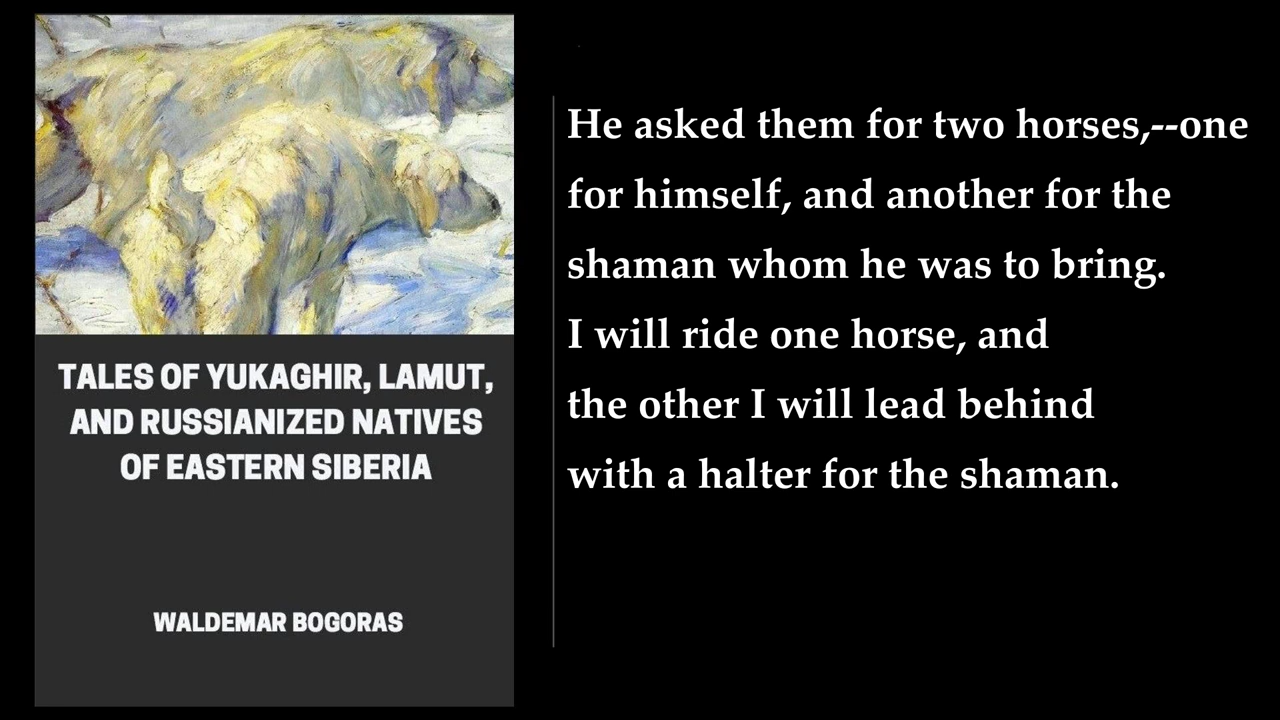 TALES OF YUKAGHIR, LAMUT,
AND RUSSIANIZED NATIVES
OF EASTERN SIBERIA
WALDEMAR BOGORAS
He asked them for two horses,--one
for himself, and another for the
shaman whom he was to bring.
I will ride one horse, and
the other I will lead behind
with a halter for the shaman.